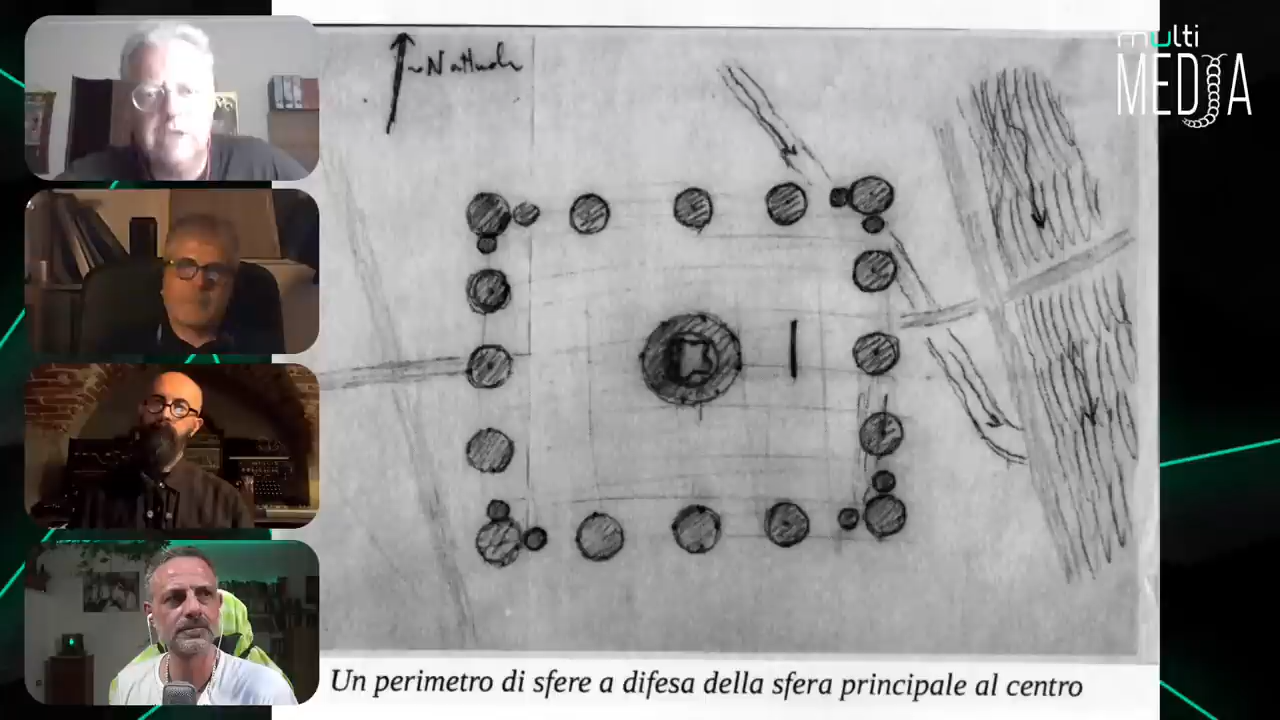 multi
MEDIA
Un perimetro di sfere a difesa della sfera principale al centro